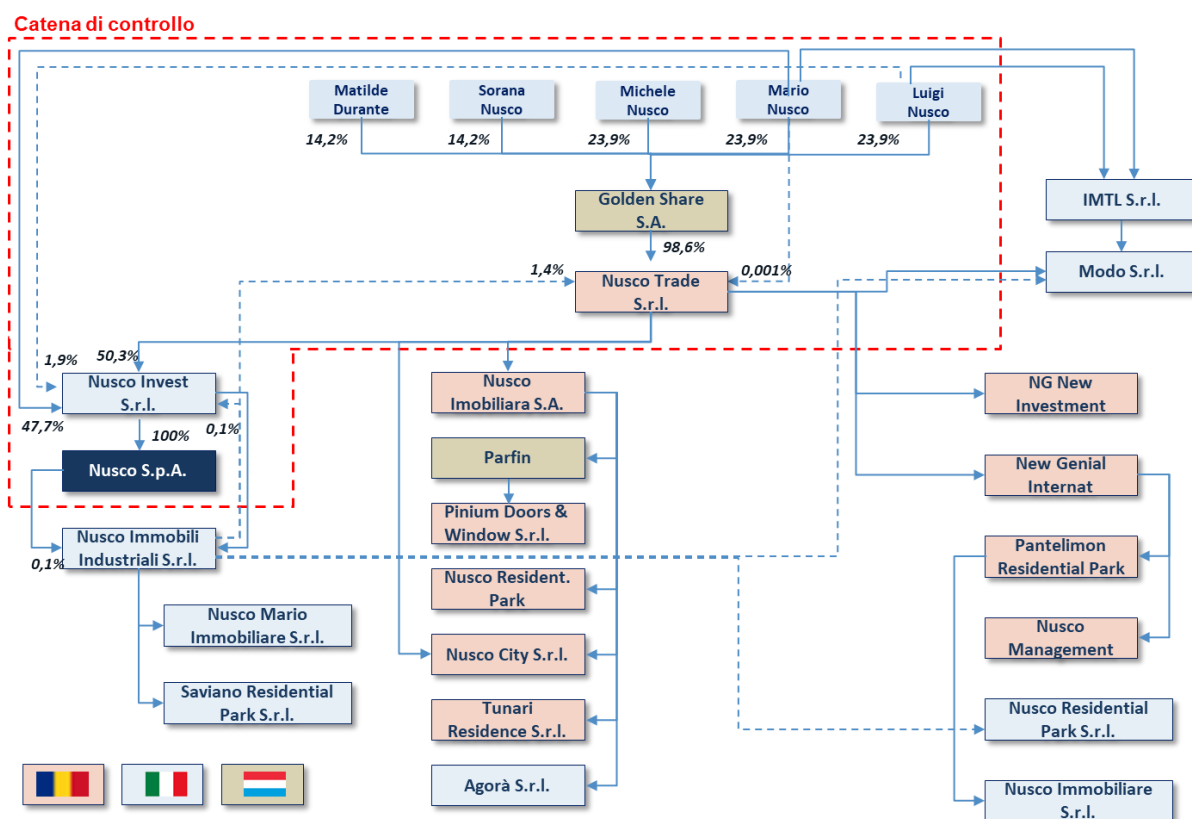 Catena di controllo
Matilde
Durante
Sorana
Nusco
Michele
Nusco
Mario
Nusco
Luigi
Nusco
14,2%
14,2%
23,9%
23,9%
23,9%
Golden Share
S.A.
IMTL S.r.l.
98,6%
1,4%
0,001%
Nusco Trade
S.r.l.
Modo S.r.l.
1,9%
50,3%
Nusco Invest
S.r.l.
47,7%
100%
0,1%
Nusco S.p.A.
Nusco Immobili
Industriali S.r.l.
0,1%
Nusco Mario
Immobiliare S.r.l.
Saviano Residential
Park S.r.l.
Nusco
Imobiliara S.A.
Parfin
Pinium Doors &
Window S.r.l.
Nusco Resident.
Park
Nusco City S.r.l.
Tunari
Residence S.r.l.
Agorà S.r.l.
NG New
Investment
New Genial
Internat
Pantelimon
Residential Park
Nusco
Management
Nusco Residential
Park S.r.l.
Nusco Immobiliare
S.r.l.